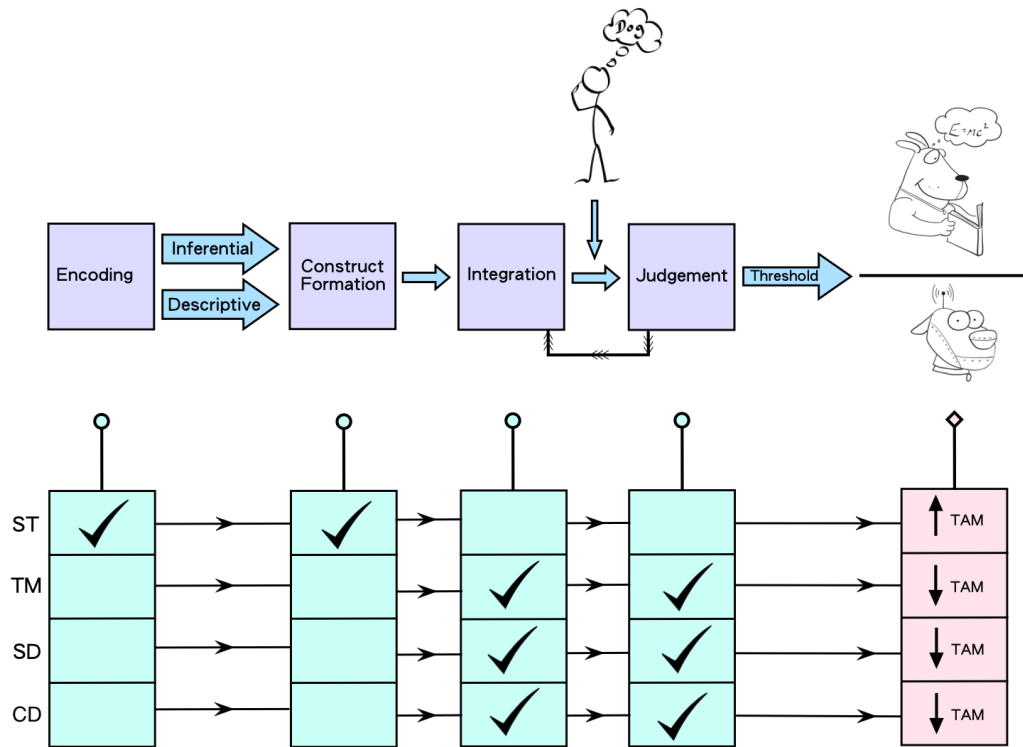 Dog
E=mc²
Encoding
Inferential
Descriptive
Construct
Formation
Integration
Judgement
Threshold
ST
TAM
TM
TAM
SD
TAM
CD
TAM